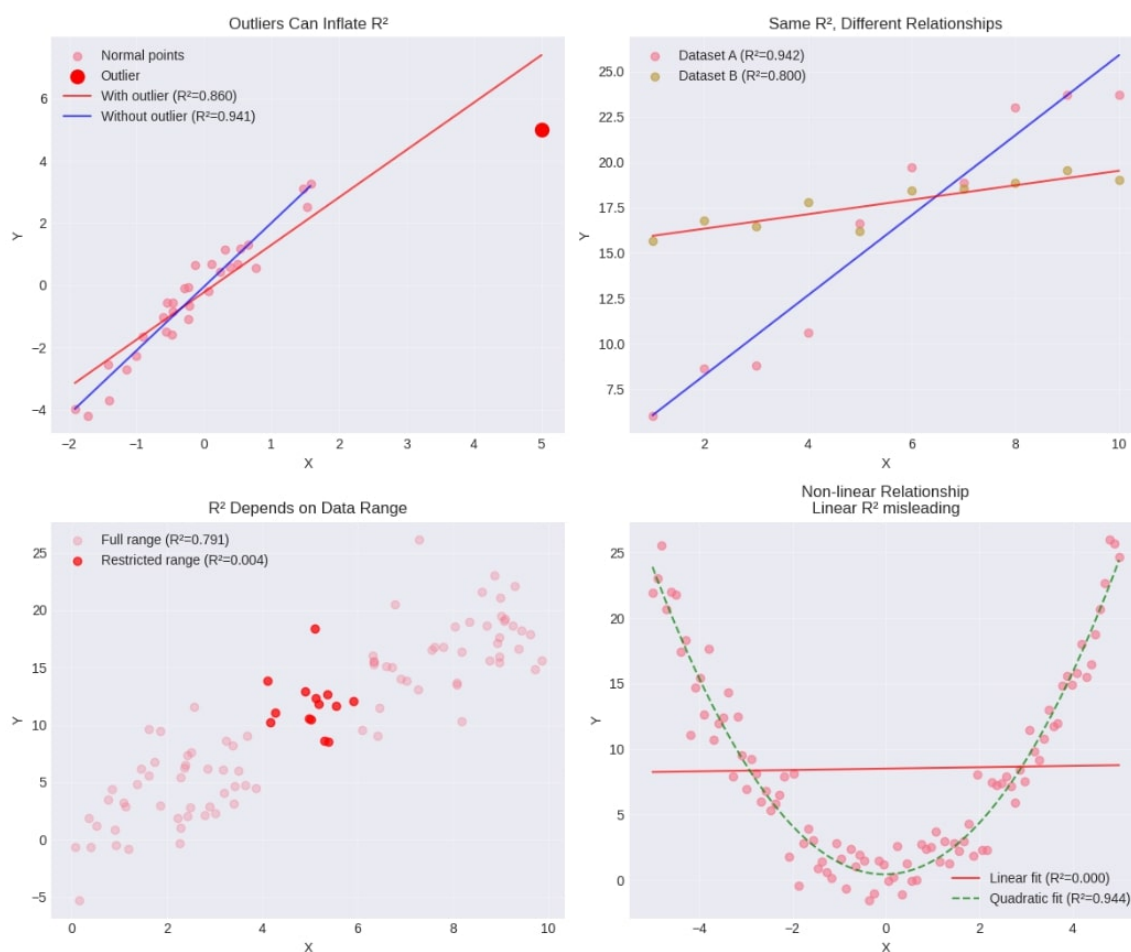 Outliers Can Inflate R²
Normal points
Outlier
With outlier (R²=0.860)
Without outlier (R²=0.941)
6
4
2
0
−2
−4
Y
−2
−1
0
1
2
3
4
5
X
Same R², Different Relationships
Dataset A (R²=0.942)
Dataset B (R²=0.800)
25.0
22.5
20.0
17.5
15.0
12.5
10.0
7.5
Y
2
4
6
8
10
X
R² Depends on Data Range
Full range (R²=0.791)
Restricted range (R²=0.004)
25
20
15
10
5
0
−5
Y
0
2
4
6
8
10
X
Non-linear Relationship
Linear R² misleading
25
20
15
10
5
0
Y
Linear fit (R²=0.000)
Quadratic fit (R²=0.944)
−4
−2
0
2
4
X